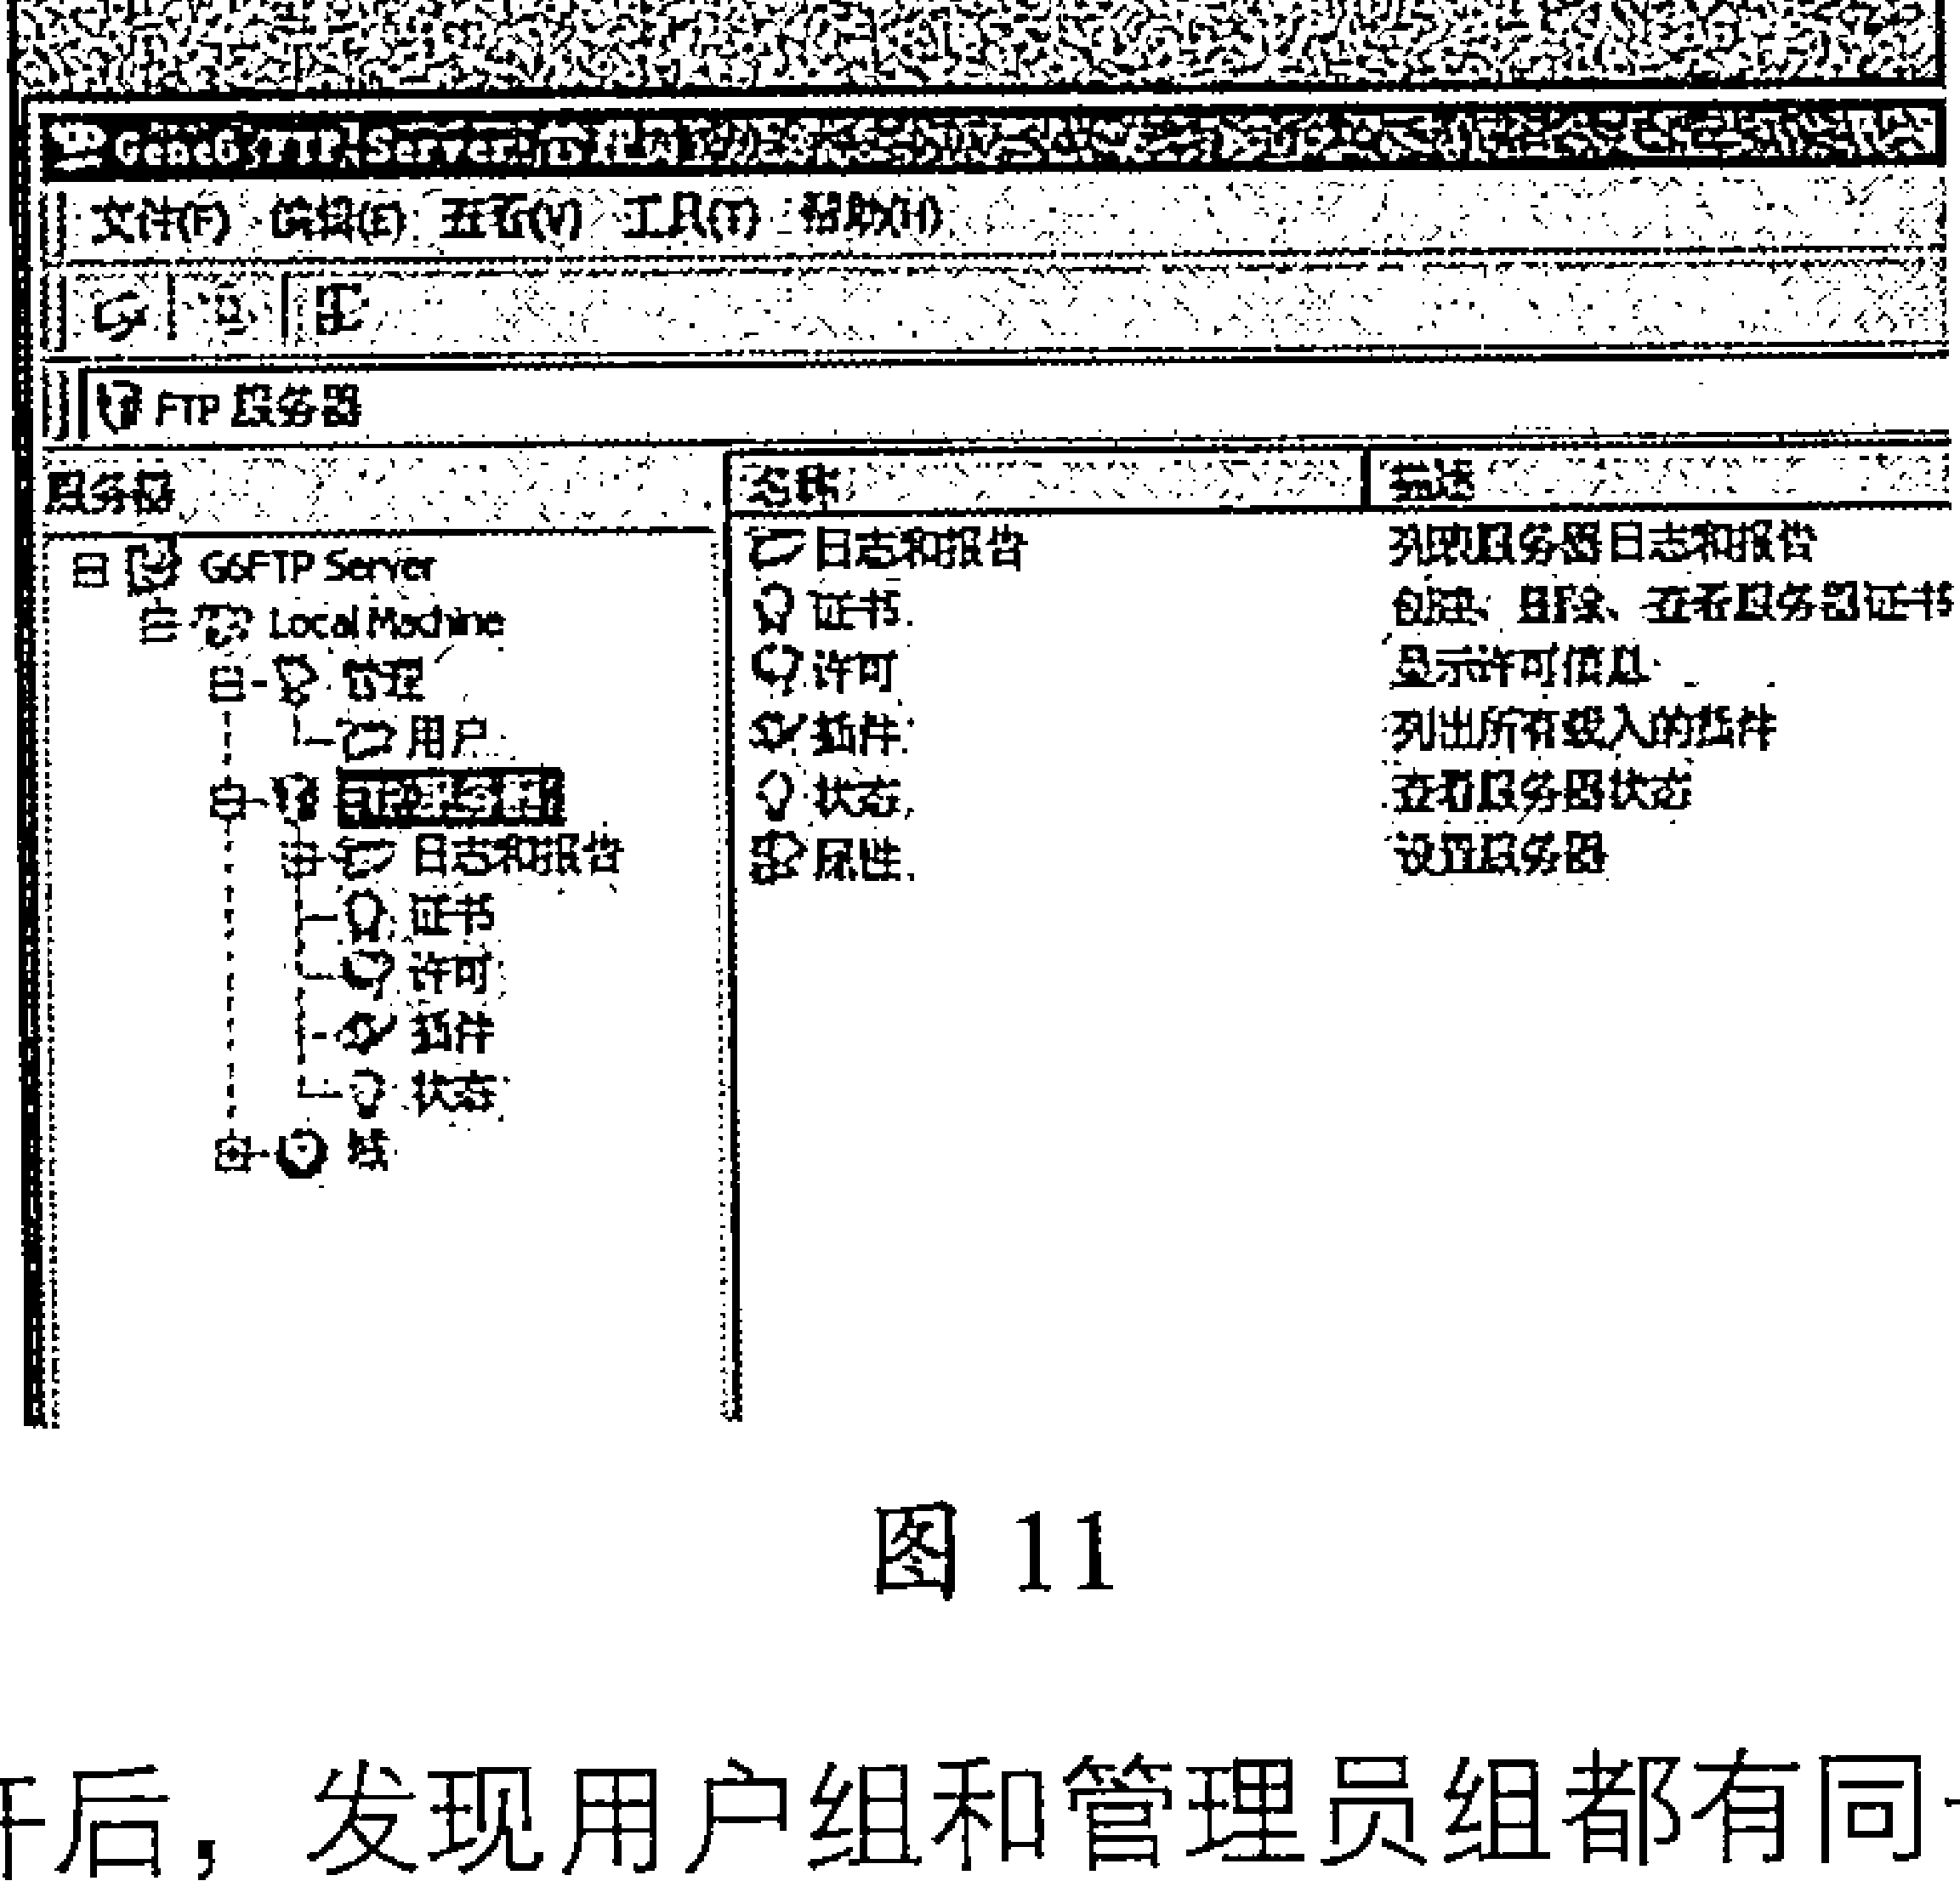 Gene6 FTP Server
文件(F) 编辑(E) 查看(V) 工具(T) 帮助(H)
FTP 服务器
服务器 名称 描述
G6FTP Server
Local Machine
管理
用户
FTP服务器
日志和报告
证书
许可
插件
状态
域
日志和报告 服务器日志和报告
证书 创建、 查看服务器证书
许可 显示许可信息
插件 列出所有载入的插件
状态 查看服务器状态
属性 设置服务器
图 11
后，发现用户组和管理员组都有同